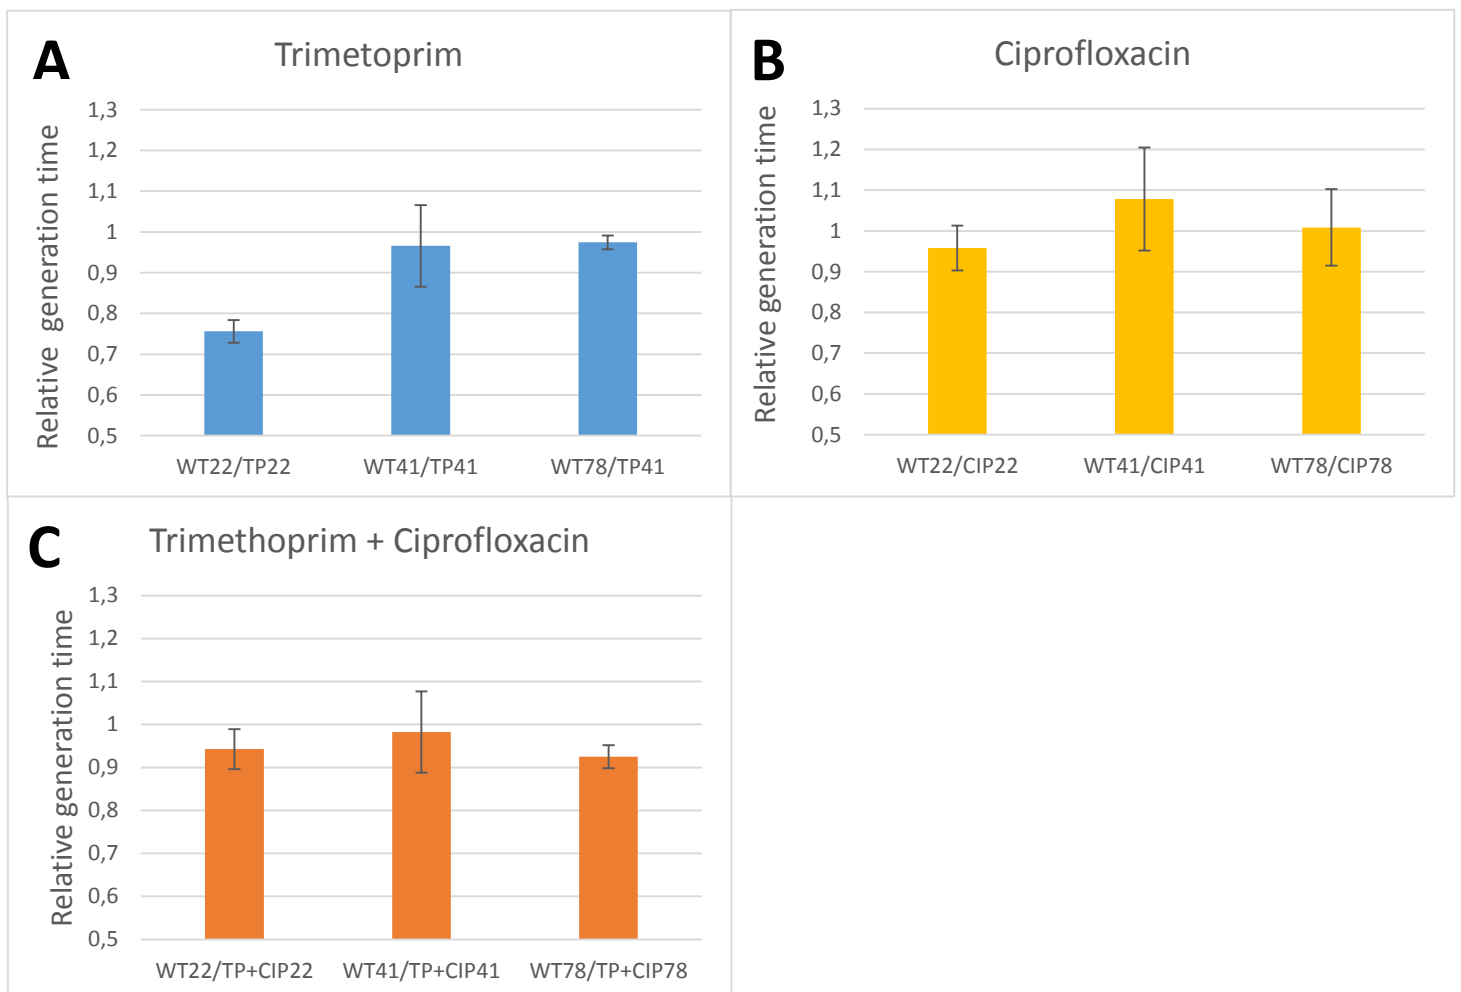 A
Trimetoprim
Relative generation time
1,3
1,2
1,1
1
0,9
0,8
0,7
0,6
0,5
WT22/TP22 WT41/TP41 WT78/TP41
B
Ciprofloxacin
Relative generation time
1,3
1,2
1,1
1
0,9
0,8
0,7
0,6
0,5
WT22/CIP22 WT41/CIP41 WT78/CIP78
C
Trimethoprim + Ciprofloxacin
Relative generation time
1,3
1,2
1,1
1
0,9
0,8
0,7
0,6
0,5
WT22/TP+CIP22 WT41/TP+CIP41 WT78/TP+CIP78